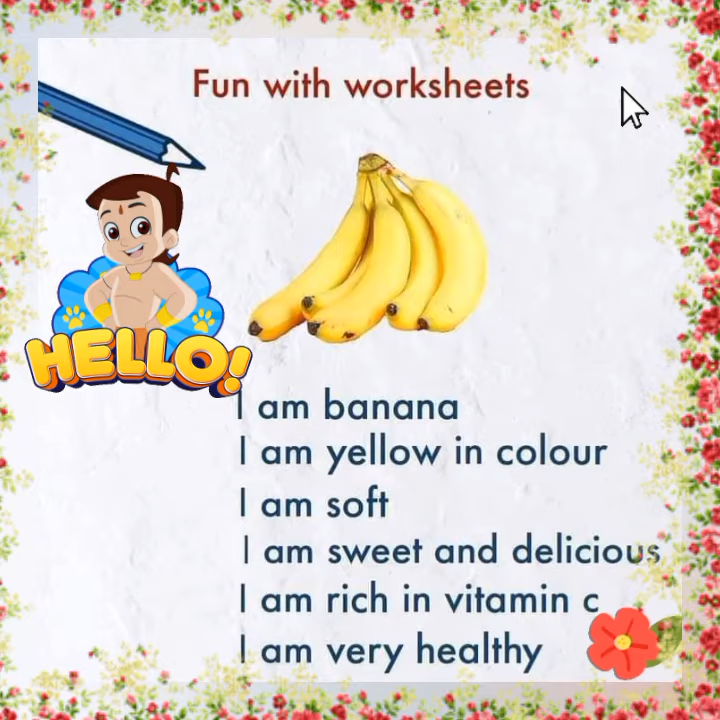 Fun with worksheets
HELLO!
I am banana
I am yellow in colour
I am soft
I am sweet and delicious
I am rich in vitamin c
I am very healthy